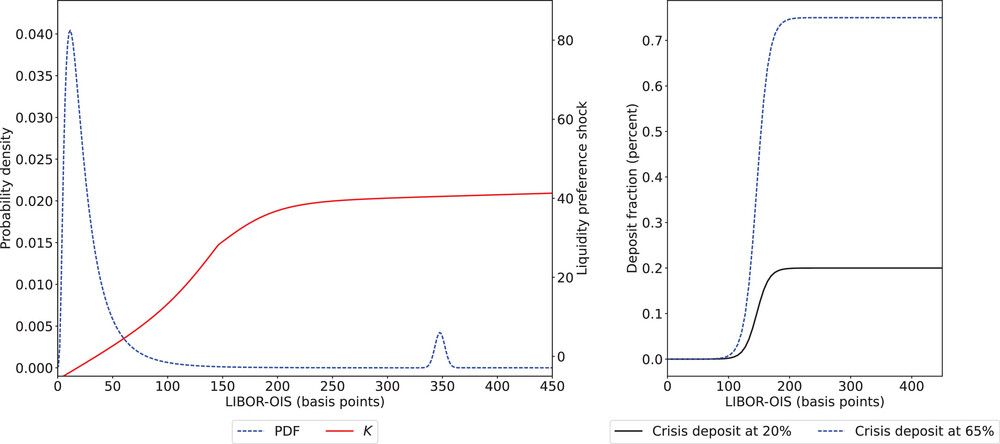 0.040
0.035
0.030
0.025
0.020
0.015
0.010
0.005
0.000
Probability density
80
60
40
20
0
Liquidity preference shock
0 50 100 150 200 250 300 350 400 450
LIBOR-OIS (basis points)
PDF K
0.7
0.6
0.5
0.4
0.3
0.2
0.1
0.0
Deposit fraction (percent)
0 100 200 300 400
LIBOR-OIS (basis points)
Crisis deposit at 20% Crisis deposit at 65%